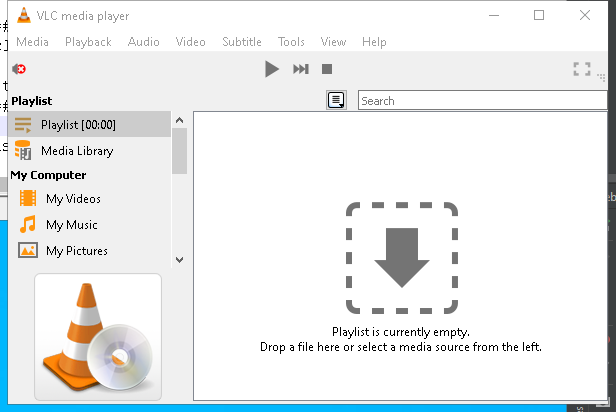 VLC media player
Media Playback Audio Video Subtitle Tools View Help
Playlist
Search
Playlist [00:00]
Media Library
My Computer
My Videos
My Music
My Pictures
Playlist is currently empty.
Drop a file here or select a media source from the left.